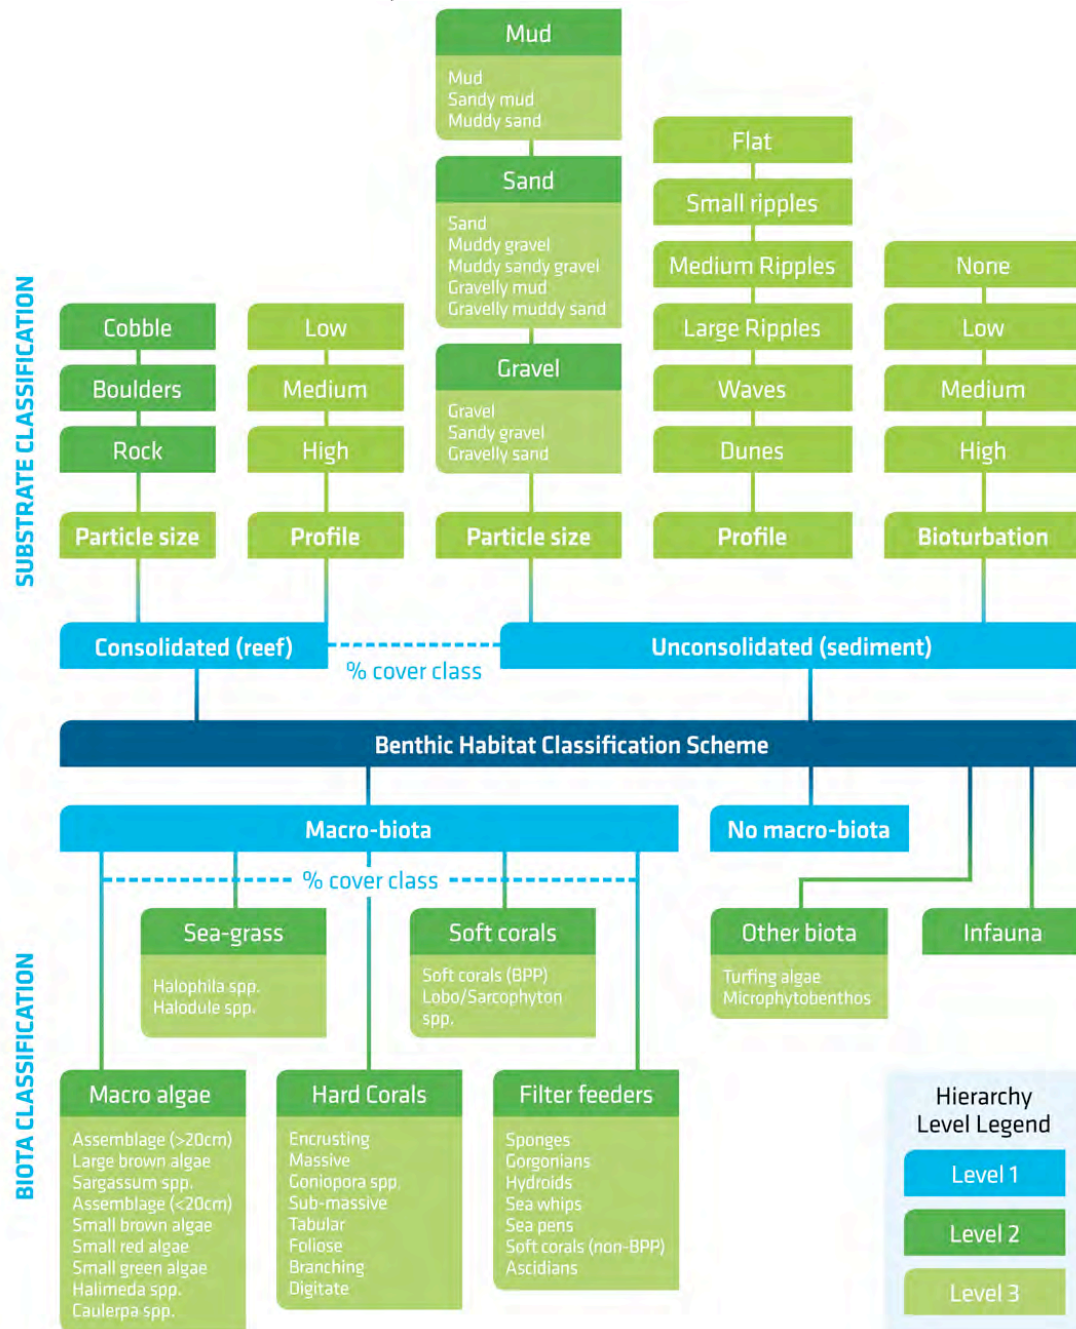 SUBSTRATE CLASSIFICATION
Cobble
Boulders
Rock
Particle size
Low
Medium
High
Profile
Mud
Mud
Sandy mud
Muddy sand
Sand
Sand
Muddy gravel
Muddy sandy gravel
Gravelly mud
Gravelly muddy sand
Gravel
Gravel
Sandy gravel
Gravelly sand
Particle size
Flat
Small ripples
Medium Ripples
Large Ripples
Waves
Dunes
Profile
None
Low
Medium
High
Bioturbation
Consolidated (reef)
% cover class
Unconsolidated (sediment)
Benthic Habitat Classification Scheme
BIOTA CLASSIFICATION
Macro-biota
No macro-biota
% cover class
Sea-grass
Halophila spp.
Halodule spp.
Soft corals
Soft corals (BPP)
Lobo/Sarcophyton
spp.
Other biota
Turfing algae
Microphytobenthos
Infauna
Macro algae
Assemblage (>20cm)
Large brown algae
Sargassum spp.
Assemblage (<20cm)
Small brown algae
Small red algae
Small green algae
Halimeda spp.
Caulerpa spp.
Hard Corals
Encrusting
Massive
Goniopora spp.
Sub-massive
Tabular
Foliose
Branching
Digitate
Filter feeders
Sponges
Gorgonians
Hydroids
Sea whips
Sea pens
Soft corals (non-BPP)
Ascidians
Hierarchy
Level Legend
Level 1
Level 2
Level 3